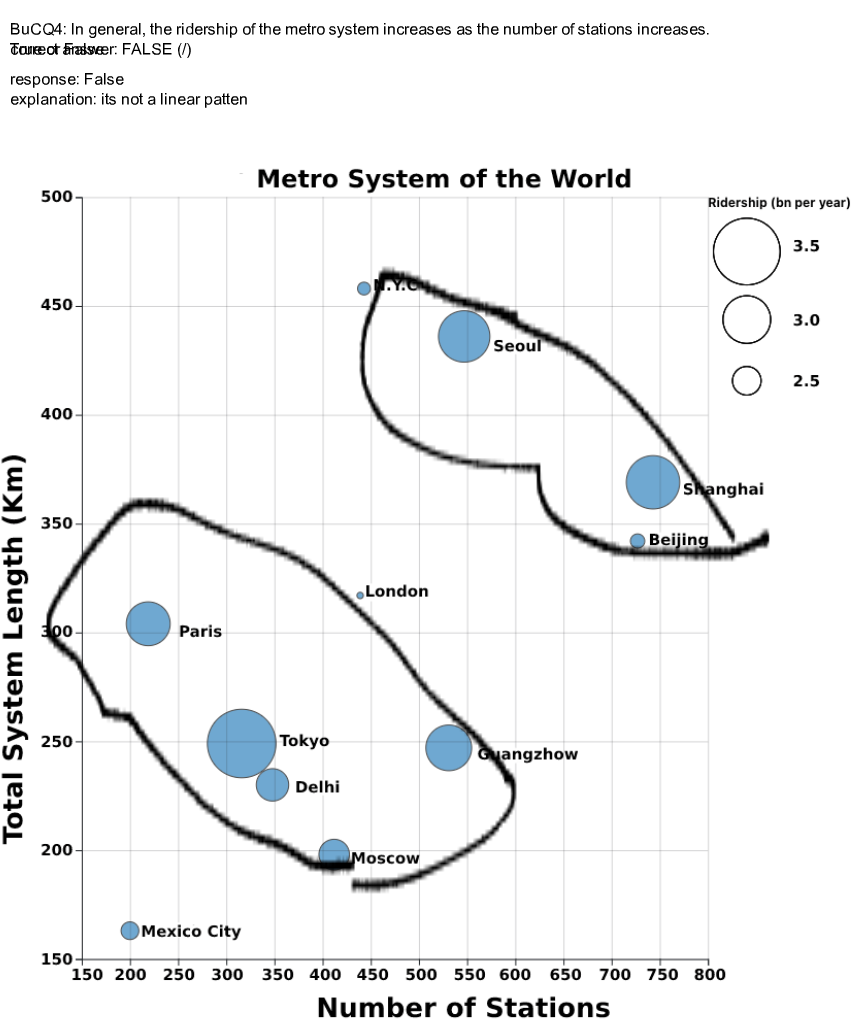 BuCQ4: In general, the ridership of the metro system increases as the number of stations increases.
True or False
correct answer: FALSE (/)
response: False
explanation: its not a linear patten
Metro System of the World
Ridership (bn per year)
3.5
3.0
2.5
500
450
400
350
300
250
200
150
Total System Length (Km)
N.Y.C
Seoul
Shanghai
Beijing
London
Paris
Tokyo
Guangzhow
Delhi
Moscow
Mexico City
150 200 250 300 350 400 450 500 550 600 650 700 750 800
Number of Stations